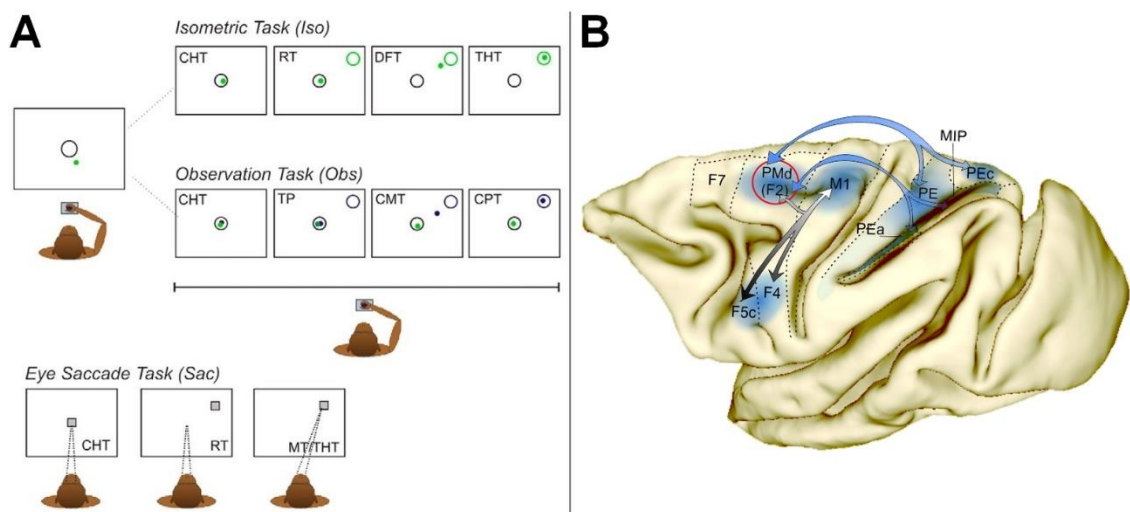 A
Isometric Task (Iso)
CHT
RT
DFT
THT
Observation Task (Obs)
CHT
TP
CMT
CPT
Eye Saccade Task (Sac)
CHT
RT
MT/THT
B
MIP
F7
PMd
(F2)
M1
PE
PEc
PEa
F4
F5c